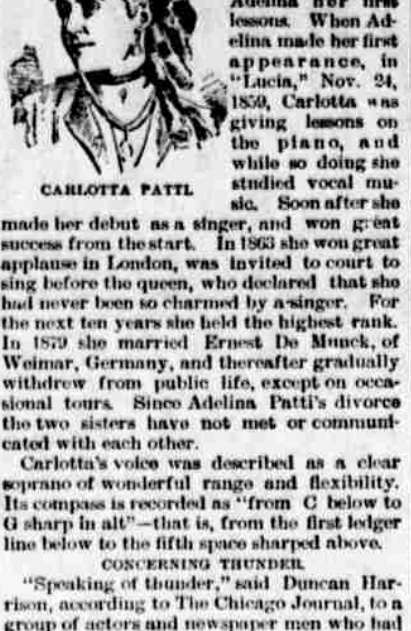 Adelina her first
lessons. When Ad-
elina made her first
appearance, in
"Lucia," Nov. 24,
1859, Carlotta was
giving lessons on
the piano, and
while so doing she
studied vocal mu-
sic. Soon after she
CARLOTTA PATTI.
made her debut as a singer, and won great
success from the start. In 1863 she won great
applause in London, was invited to court to
sing before the queen, who declared that she
had never been so charmed by a singer. For
the next ten years she held the highest rank.
In 1879 she married Ernest De Munck, of
Weimar, Germany, and thereafter gradually
withdrew from public life, except on occa-
sional tours. Since Adelina Patti's divorce
the two sisters have not met or communi-
cated with each other.
Carlotta's voice was described as a clear
soprano of wonderful range and flexibility.
Its compass is recorded as "from C below to
G sharp in alt"—that is, from the first ledger
line below to the fifth space sharped above.
CONCERNING THUNDER.
"Speaking of thunder," said Duncan Har-
rison, according to The Chicago Journal, to a
group of actors and newspaper men who had